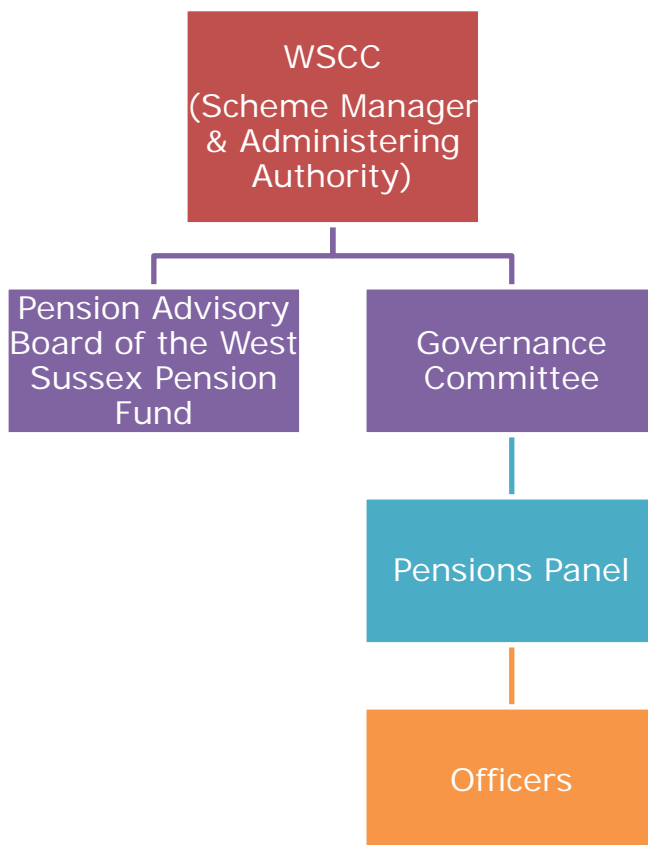 WSCC
(Scheme Manager
& Administering
Authority)
Pension Advisory
Board of the West
Sussex Pension
Fund
Governance
Committee
Pensions Panel
Officers